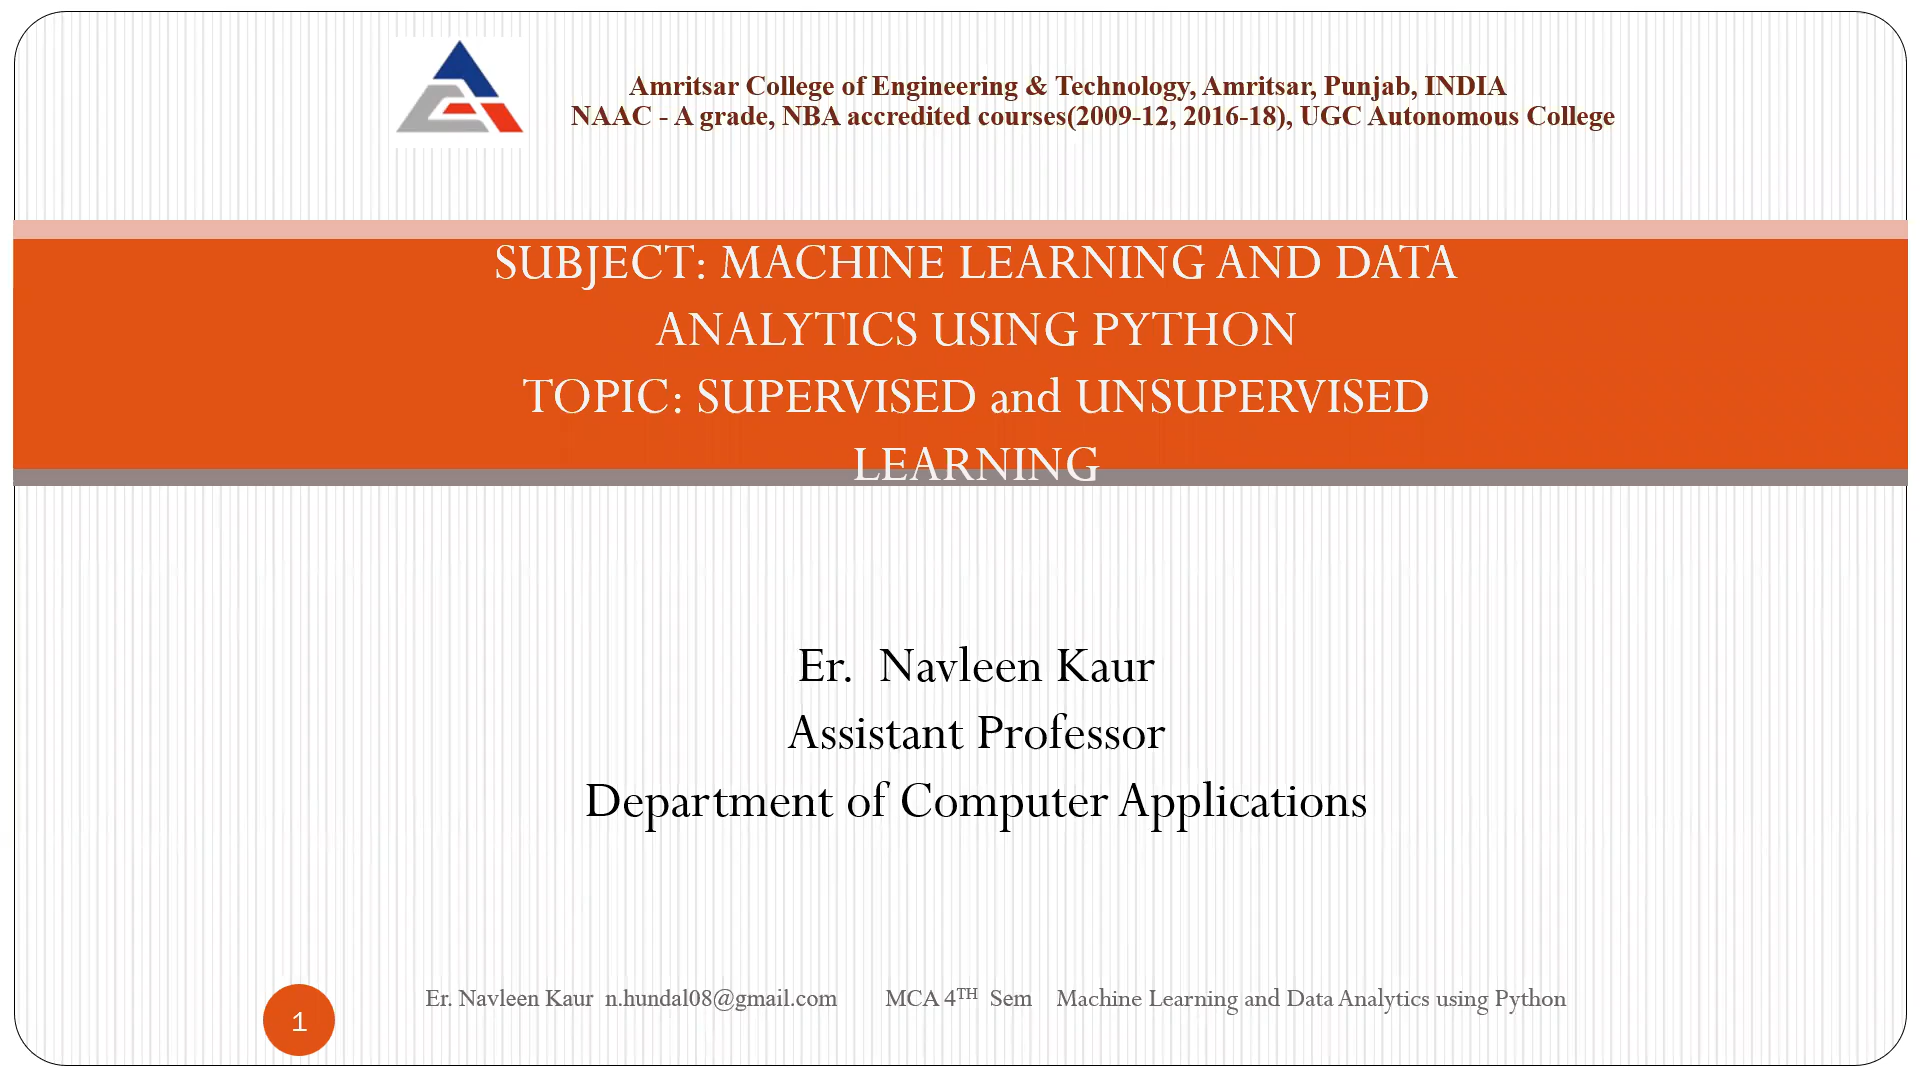 Amritsar College of Engineering & Technology, Amritsar, Punjab, INDIA
NAAC - A grade, NBA accredited courses(2009-12, 2016-18), UGC Autonomous College
SUBJECT: MACHINE LEARNING AND DATA
ANALYTICS USING PYTHON
TOPIC: SUPERVISED and UNSUPERVISED
LEARNING
Er. Navleen Kaur
Assistant Professor
Department of Computer Applications
1
Er. Navleen Kaur n.hundal08@gmail.com MCA 4TH Sem Machine Learning and Data Analytics using Python